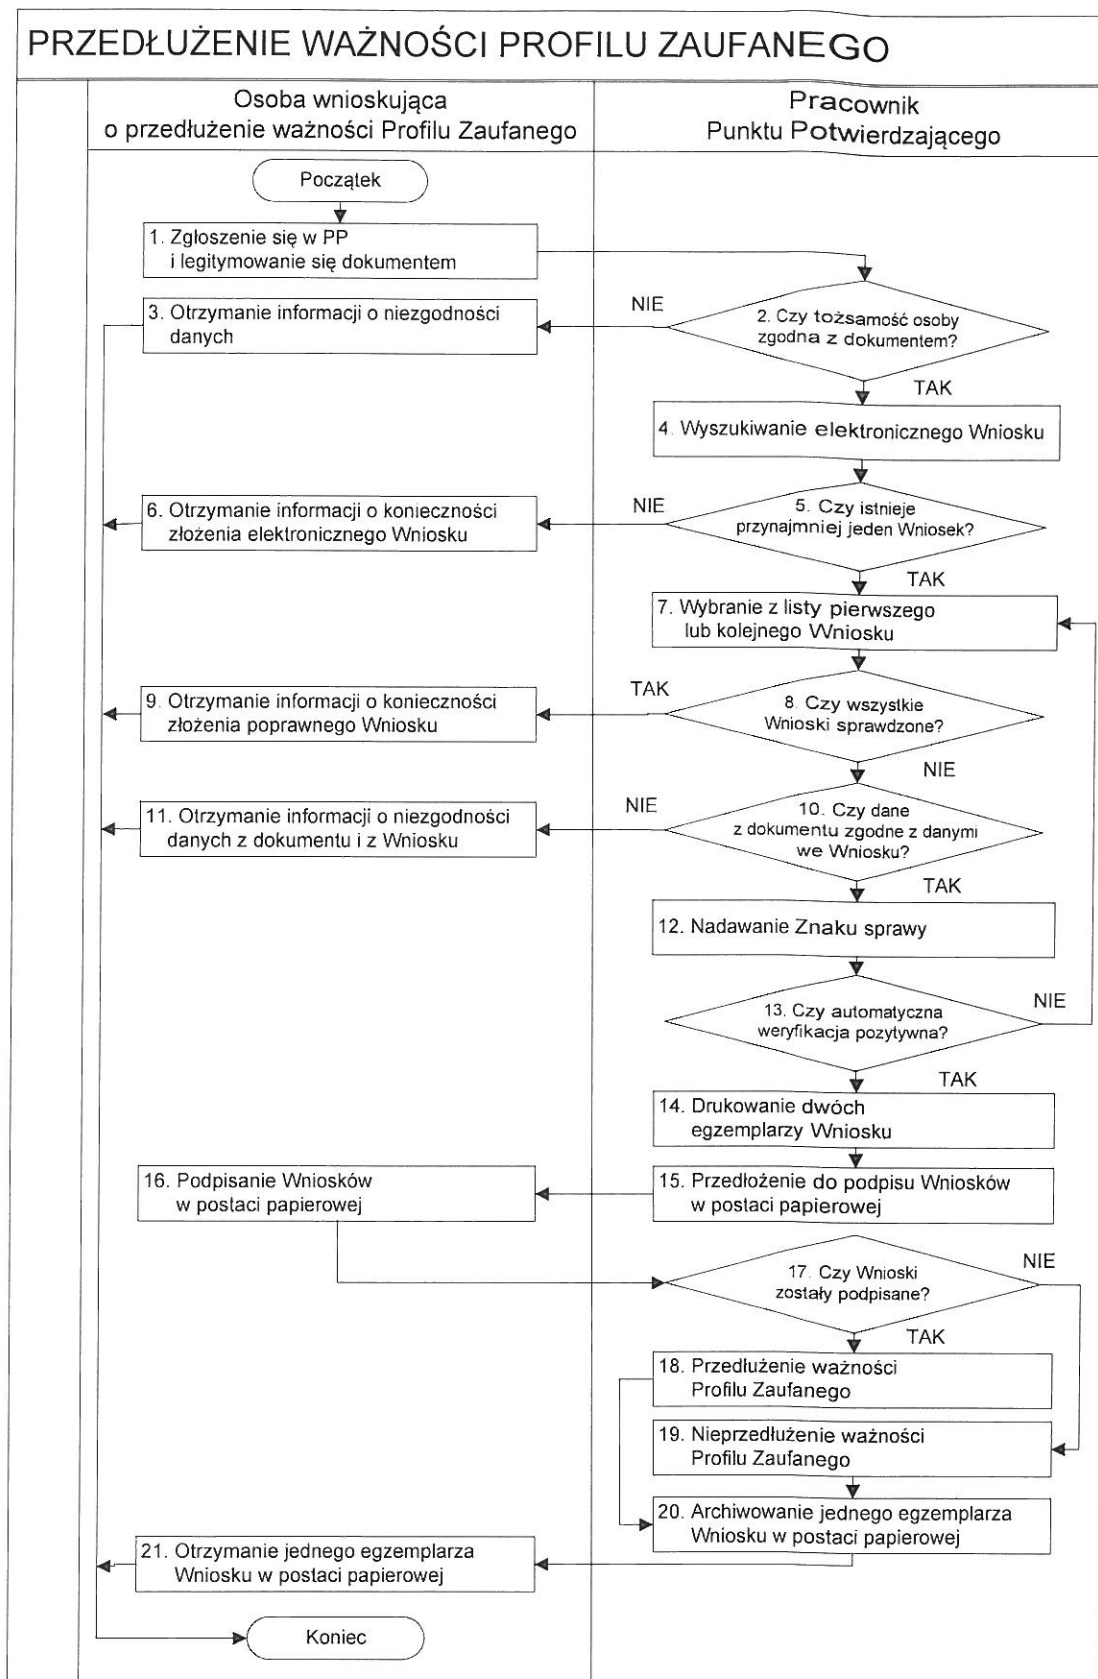 PRZEDŁUŻENIE WAŻNOŚCI PROFILU ZAUFANEGO
Osoba wnioskująca
o przedłużenie ważności Profilu Zaufanego
Pracownik
Punktu Potwierdzającego
Początek
1. Zgłoszenie się w PP
i legitymowanie się dokumentem
2. Czy tożsamość osoby
zgodna z dokumentem?
NIE
3. Otrzymanie informacji o niezgodności
danych
TAK
4. Wyszukiwanie elektronicznego Wniosku
5. Czy istnieje
przynajmniej jeden Wniosek?
NIE
6. Otrzymanie informacji o konieczności
złożenia elektronicznego Wniosku
TAK
7. Wybranie z listy pierwszego
lub kolejnego Wniosku
8. Czy wszystkie
Wnioski sprawdzone?
TAK
9. Otrzymanie informacji o konieczności
złożenia poprawnego Wniosku
NIE
10. Czy dane
z dokumentu zgodne z danymi
we Wniosku?
NIE
11. Otrzymanie informacji o niezgodności
danych z dokumentu i z Wniosku
TAK
12. Nadawanie Znaku sprawy
13. Czy automatyczna
weryfikacja pozytywna?
NIE
TAK
14. Drukowanie dwóch
egzemplarzy Wniosku
15. Przedłożenie do podpisu Wniosków
w postaci papierowej
16. Podpisanie Wniosków
w postaci papierowej
17. Czy Wnioski
zostały podpisane?
NIE
TAK
18. Przedłużenie ważności
Profilu Zaufanego
19. Nieprzedłużenie ważności
Profilu Zaufanego
20. Archiwowanie jednego egzemplarza
Wniosku w postaci papierowej
21. Otrzymanie jednego egzemplarza
Wniosku w postaci papierowej
Koniec